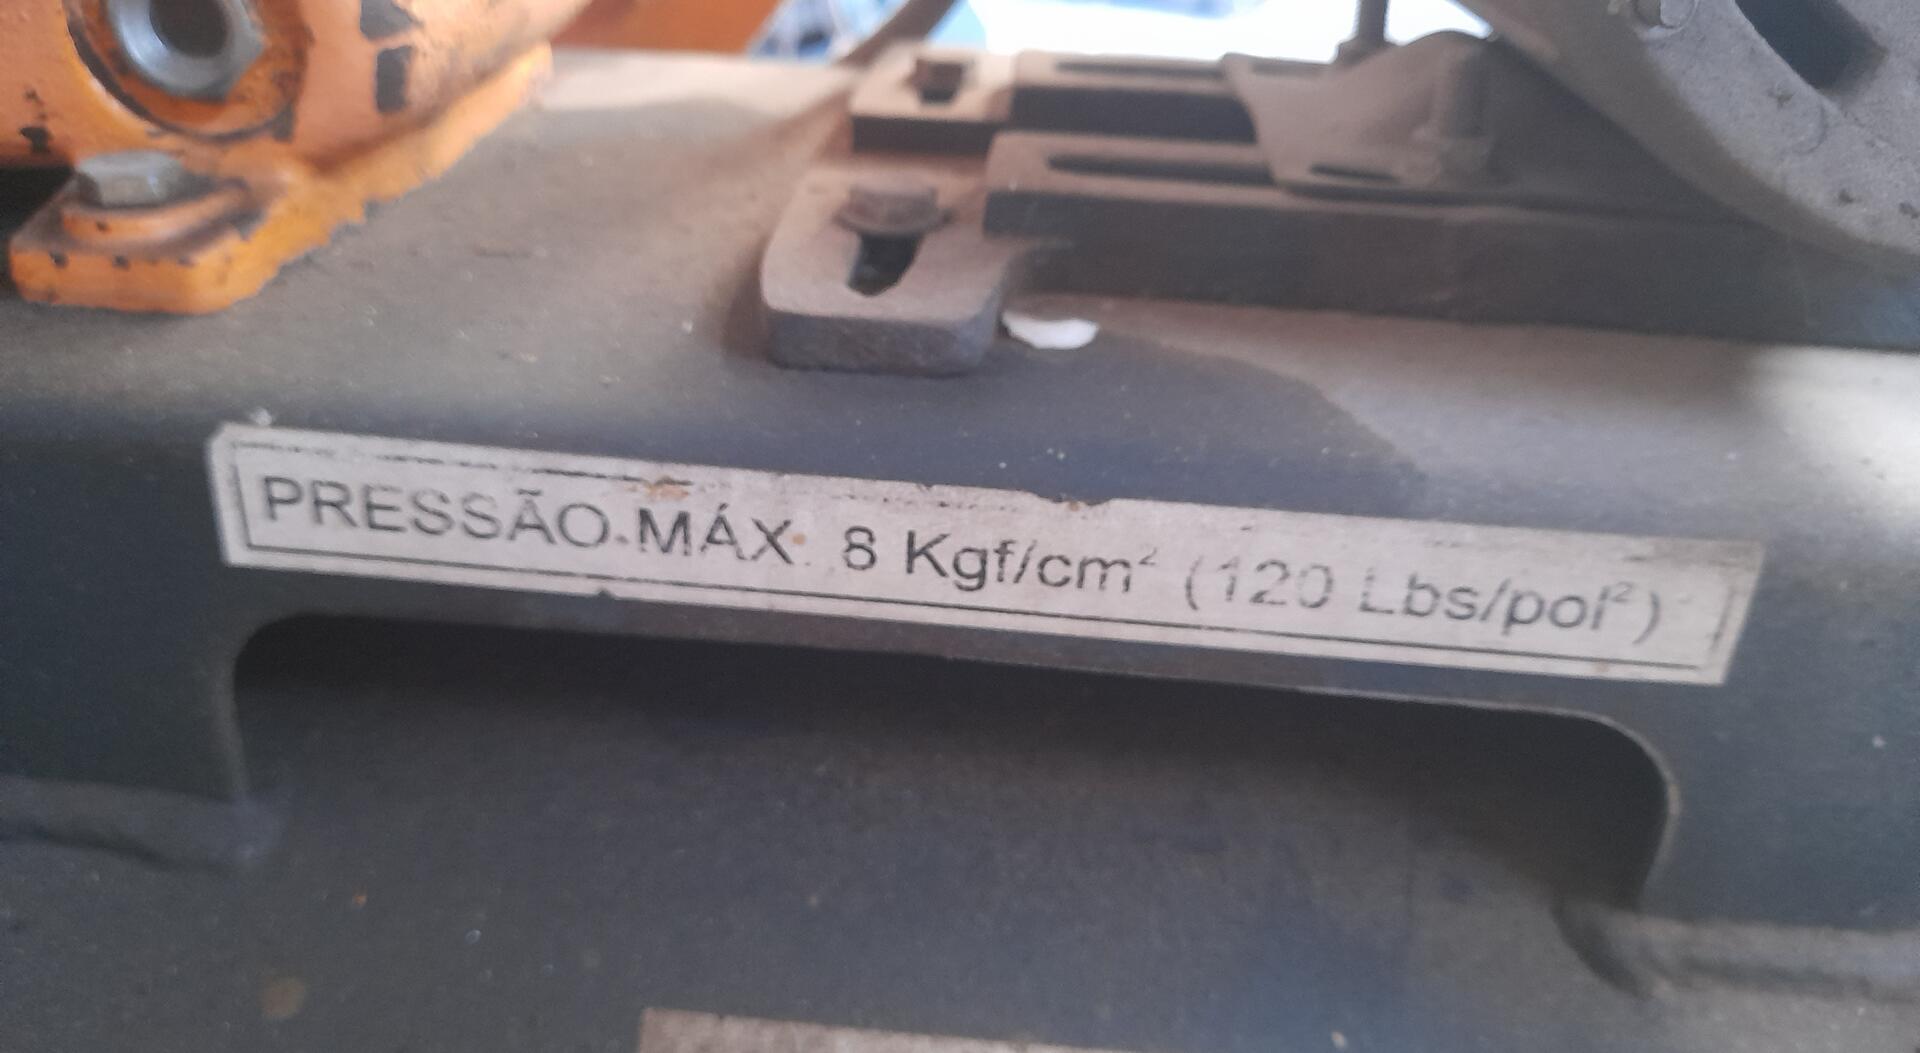 PRESSÃO MÁX. 8 Kgf/cm² (120 Lbs/pol²)